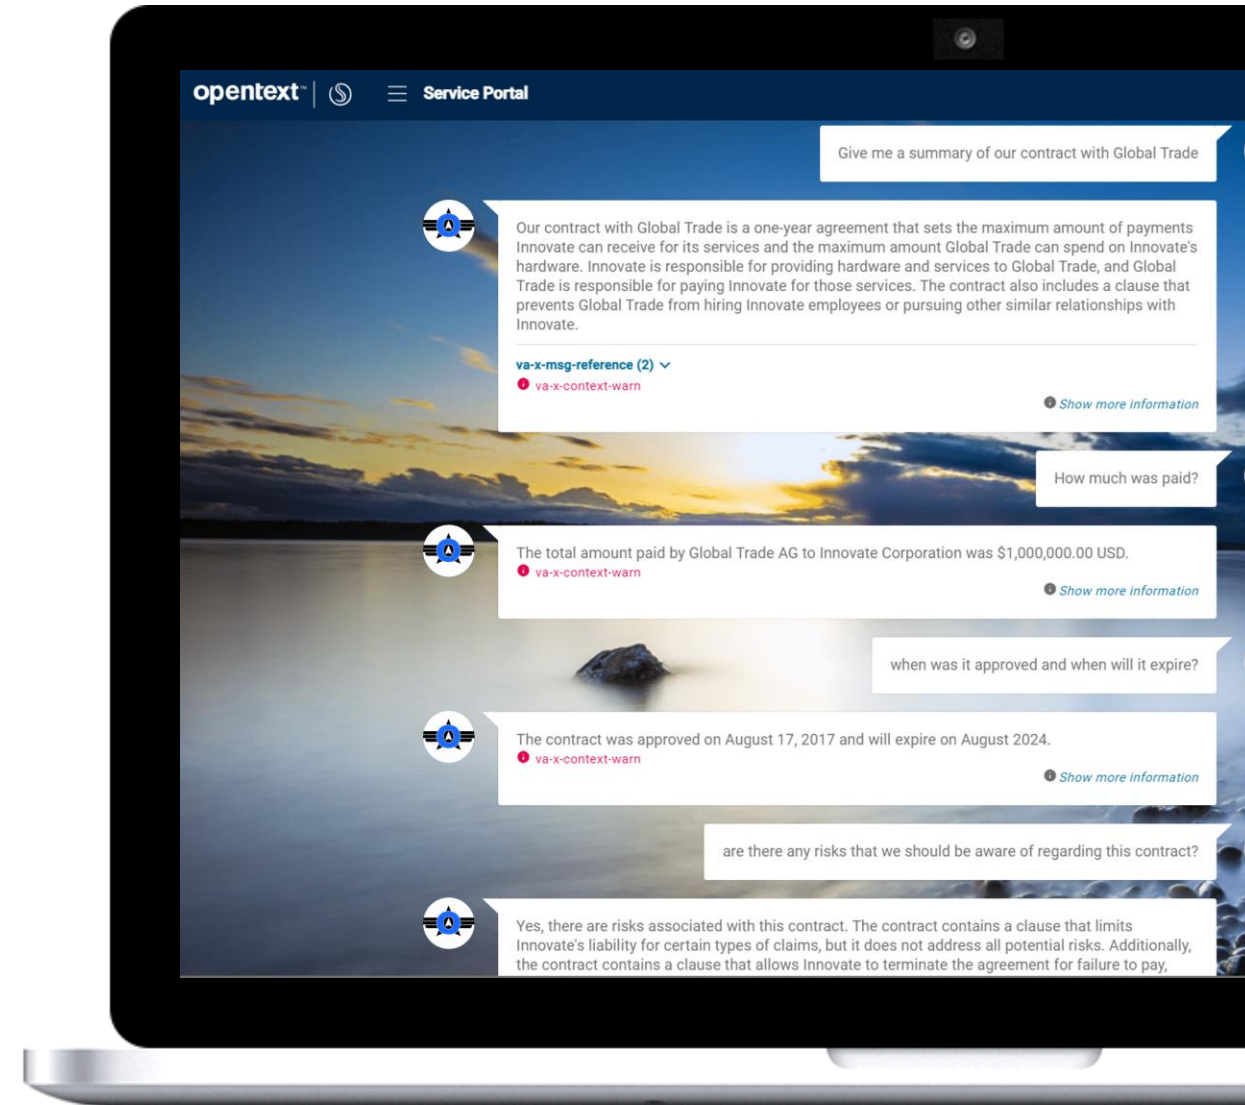 opentext™ | Service Portal
Give me a summary of our contract with Global Trade
Our contract with Global Trade is a one-year agreement that sets the maximum amount of payments
Innovate can receive for its services and the maximum amount Global Trade can spend on Innovate's
hardware. Innovate is responsible for providing hardware and services to Global Trade, and Global
Trade is responsible for paying Innovate for those services. The contract also includes a clause that
prevents Global Trade from hiring Innovate employees or pursuing other similar relationships with
Innovate.
va-x-msg-reference (2)
va-x-context-warn
Show more information
How much was paid?
The total amount paid by Global Trade AG to Innovate Corporation was $1,000,000.00 USD.
va-x-context-warn
Show more information
when was it approved and when will it expire?
The contract was approved on August 17, 2017 and will expire on August 2024.
va-x-context-warn
Show more information
are there any risks that we should be aware of regarding this contract?
Yes, there are risks associated with this contract. The contract contains a clause that limits
Innovate's liability for certain types of claims, but it does not address all potential risks. Additionally,
the contract contains a clause that allows Innovate to terminate the agreement for failure to pay,